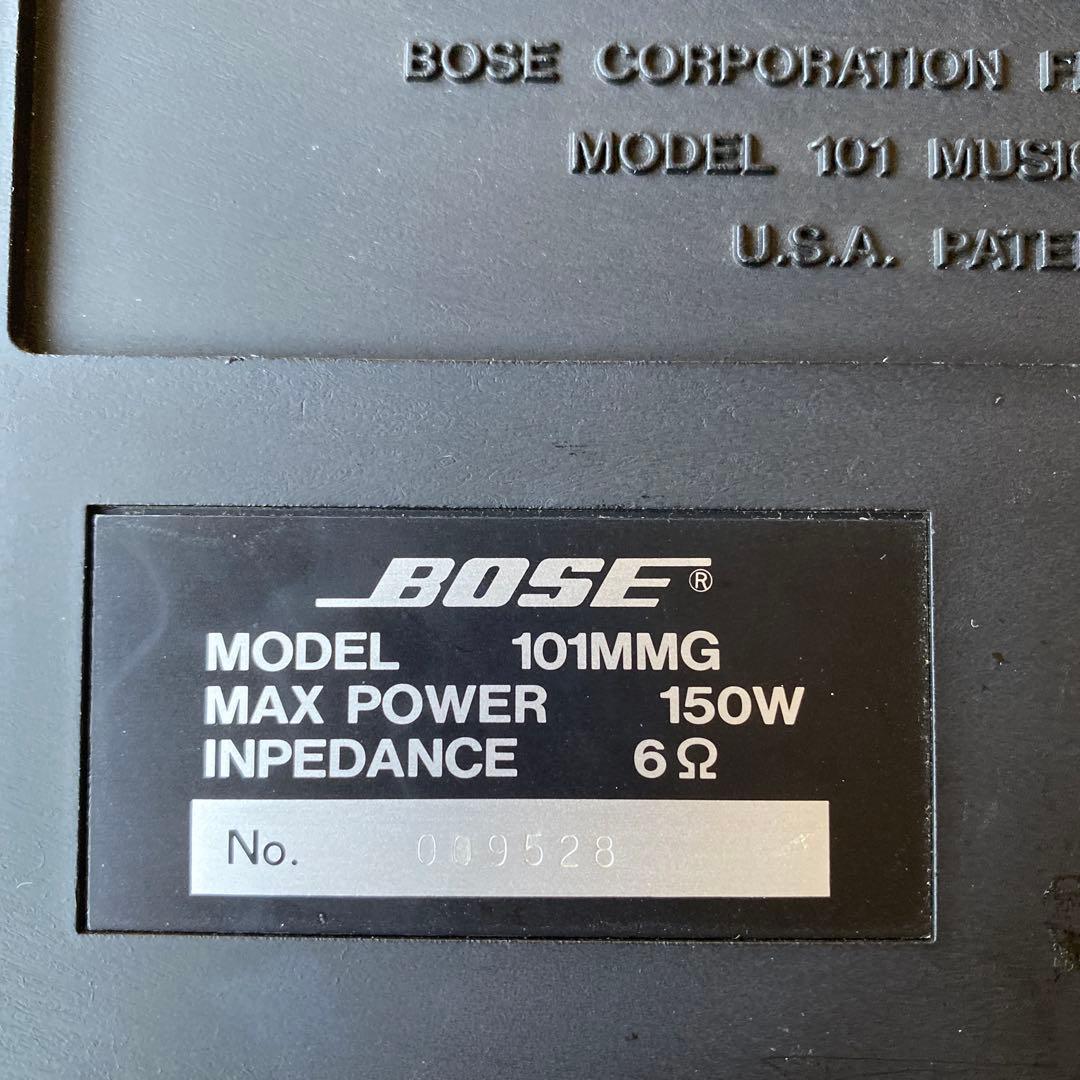 BOSE CORPORATION
MODEL 101
U.S.A.
BOSE®
MODEL 101MMG
MAX POWER 150W
INPEDANCE 6Ω
No. 009528